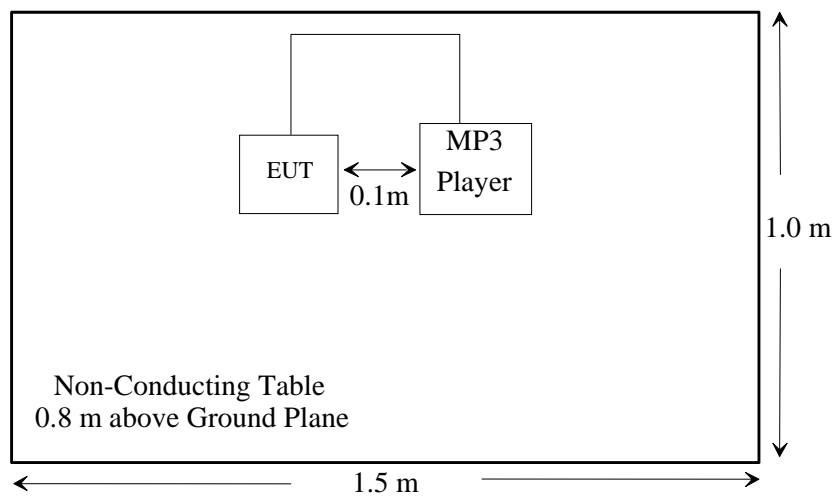 EUT
MP3
Player
0.1m
1.0 m
Non-Conducting Table
0.8 m above Ground Plane
1.5 m